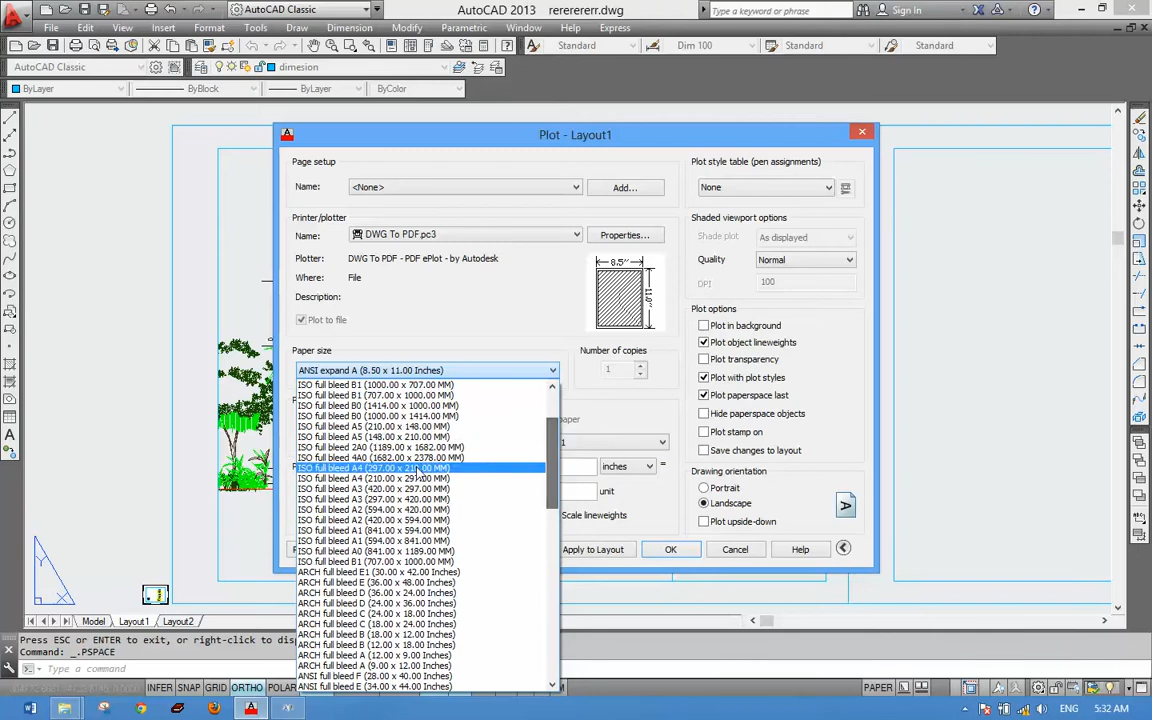 AutoCAD Classic
AutoCAD 2013 rerererer​r.dwg
Type a keyword or phrase
Sign In
File Edit View Insert Format Tools Draw Dimension Modify Parametric Window Help Express
Standard Dim 100 Standard Standard
AutoCAD Classic dimesion
ByLayer ByBlock ByLayer ByColor
Plot - Layout1
Page setup
Name: <None> Add...
Plot style table (pen assignments)
None
Printer/plotter
Name: DWG To PDF.pc3 Properties...
Plotter: DWG To PDF - PDF ePlot - by Autodesk
Where: File
Description:
Plot to file
8.5''
11.0''
Shaded viewport options
Shade plot As displayed
Quality Normal
DPI 100
Plot options
Plot in background
Plot object lineweights
Plot transparency
Plot with plot styles
Plot paperspace last
Hide paperspace objects
Plot stamp on
Save changes to layout
Drawing orientation
Portrait
Landscape
Plot upside-down
A
Paper size
ANSI expand A (8.50 x 11.00 Inches)
Number of copies
1
ISO full bleed B1 (1000.00 x 707.00 MM)
ISO full bleed B1 (707.00 x 1000.00 MM)
ISO full bleed B0 (1414.00 x 1000.00 MM)
ISO full bleed B0 (1000.00 x 1414.00 MM)
ISO full bleed A5 (210.00 x 148.00 MM)
ISO full bleed A5 (148.00 x 210.00 MM)
ISO full bleed 2A0 (1189.00 x 1682.00 MM)
ISO full bleed 4A0 (1682.00 x 2378.00 MM)
ISO full bleed A4 (297.00 x 210.00 MM)
ISO full bleed A4 (210.00 x 297.00 MM)
ISO full bleed A3 (420.00 x 297.00 MM)
ISO full bleed A3 (297.00 x 420.00 MM)
ISO full bleed A2 (594.00 x 420.00 MM)
ISO full bleed A2 (420.00 x 594.00 MM)
ISO full bleed A1 (841.00 x 594.00 MM)
ISO full bleed A1 (594.00 x 841.00 MM)
ISO full bleed A0 (841.00 x 1189.00 MM)
ISO full bleed B1 (707.00 x 1000.00 MM)
ARCH full bleed E1 (30.00 x 42.00 Inches)
ARCH full bleed E (36.00 x 48.00 Inches)
ARCH full bleed D (36.00 x 24.00 Inches)
ARCH full bleed D (24.00 x 36.00 Inches)
ARCH full bleed C (24.00 x 18.00 Inches)
ARCH full bleed C (18.00 x 24.00 Inches)
ARCH full bleed B (18.00 x 12.00 Inches)
ARCH full bleed B (12.00 x 18.00 Inches)
ARCH full bleed A (12.00 x 9.00 Inches)
ARCH full bleed A (9.00 x 12.00 Inches)
ANSI full bleed F (28.00 x 40.00 Inches)
ANSI full bleed E (34.00 x 44.00 Inches)
paper
1
inches =
unit
Scale lineweights
Apply to Layout OK Cancel Help
Model Layout1 Layout2
Press ESC or ENTER to exit, or right-click to
Command: _.PSPACE
Type a command
INFER SNAP GRID ORTHO POLAR
PAPER
ENG 5:32 AM